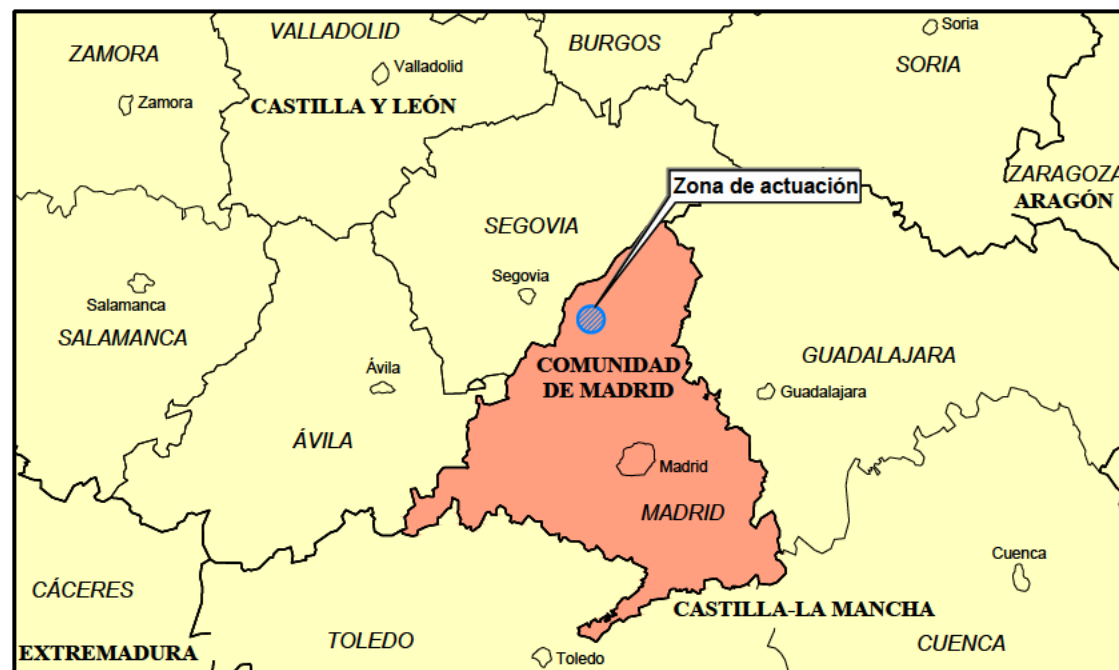 VALLADOLID
Soria
ZAMORA
BURGOS
Valladolid
SORIA
Zamora
CASTILLA Y LEÓN
ZARAGOZA
Zona de actuación
ARAGÓN
SEGOVIA
Segovia
Salamanca
SALAMANCA
COMUNIDAD
DE MADRID
GUADALAJARA
Ávila
Guadalajara
ÁVILA
Madrid
MADRID
Cuenca
CÁCERES
CASTILLA-LA MANCHA
TOLEDO
CUENCA
EXTREMADURA
Toledo